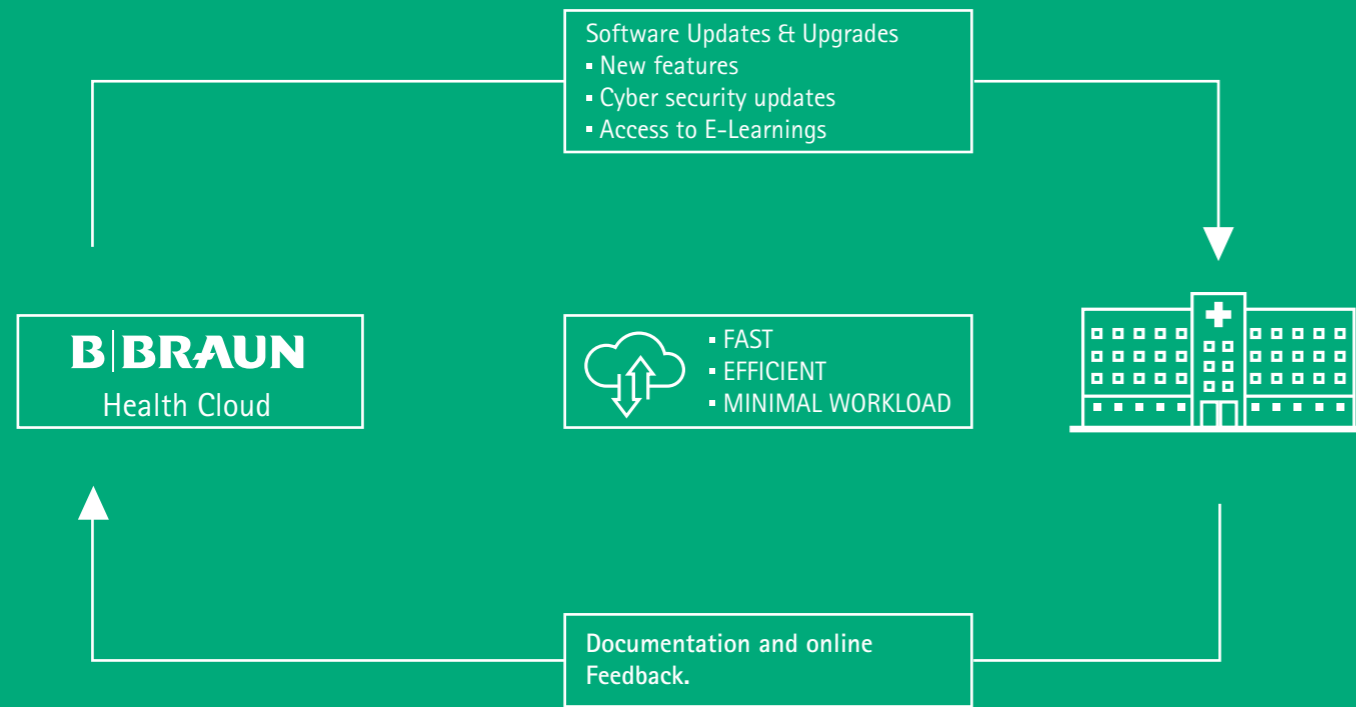 Software Updates & Upgrades
▪ New features
▪ Cyber security updates
▪ Access to E-Learnings
B|BRAUN
Health Cloud
▪ FAST
▪ EFFICIENT
▪ MINIMAL WORKLOAD
Documentation and online
Feedback.